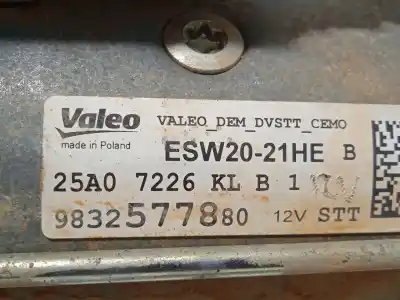 Valeo VALEO_DEM_DVSTT_CEMO
made in Poland
ESW20-21HE B
25A0 7226 KL B 1
9832577880 12V STT